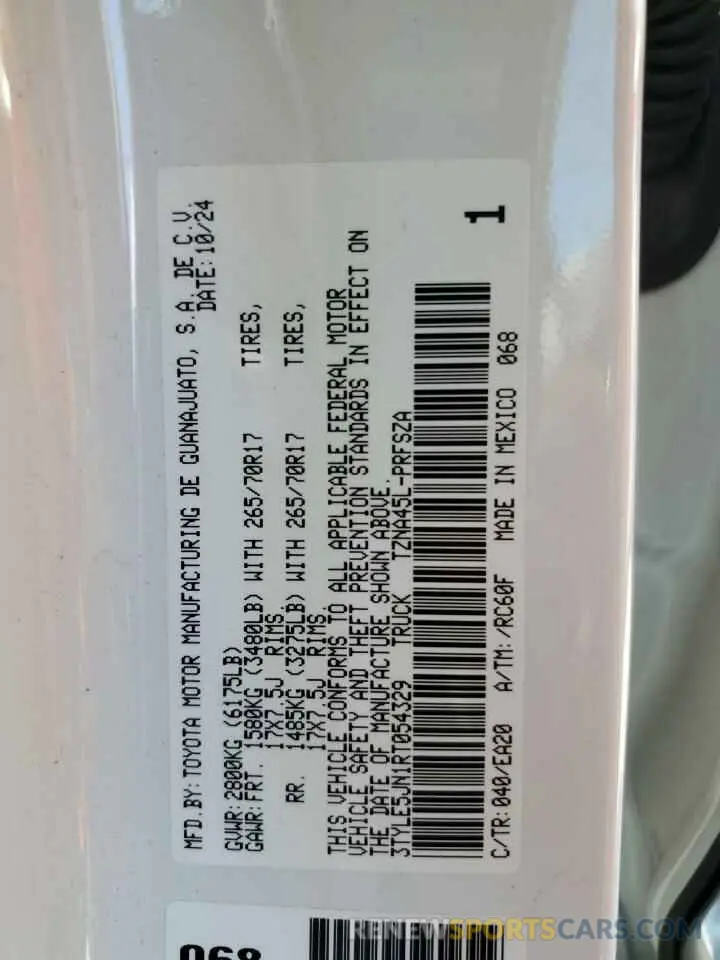 MFD.BY:TOYOTA MOTOR MANUFACTURING DE GUANAJUATO, S.A. DE C.V.
DATE:10/24
GVWR:2800KG (6175LB)
GAWR:FRT. 1580KG (3480LB) WITH 265/70R17 TIRES,
17X7.5J RIMS.
RR. 1485KG (3275LB) WITH 265/70R17 TIRES,
17X7.5J RIMS.
THIS VEHICLE CONFORMS TO ALL APPLICABLE FEDERAL MOTOR
VEHICLE SAFETY AND THEFT PREVENTION STANDARDS IN EFFECT ON
THE DATE OF MANUFACTURE SHOWN ABOVE.
3TYLE5JN1RT054329 TRUCK TZNA45L-PRFSZA
1
C/TR:040/EA20 A/TM:/RC60F MADE IN MEXICO 068
068
RENEWSPORTSCAR.COM